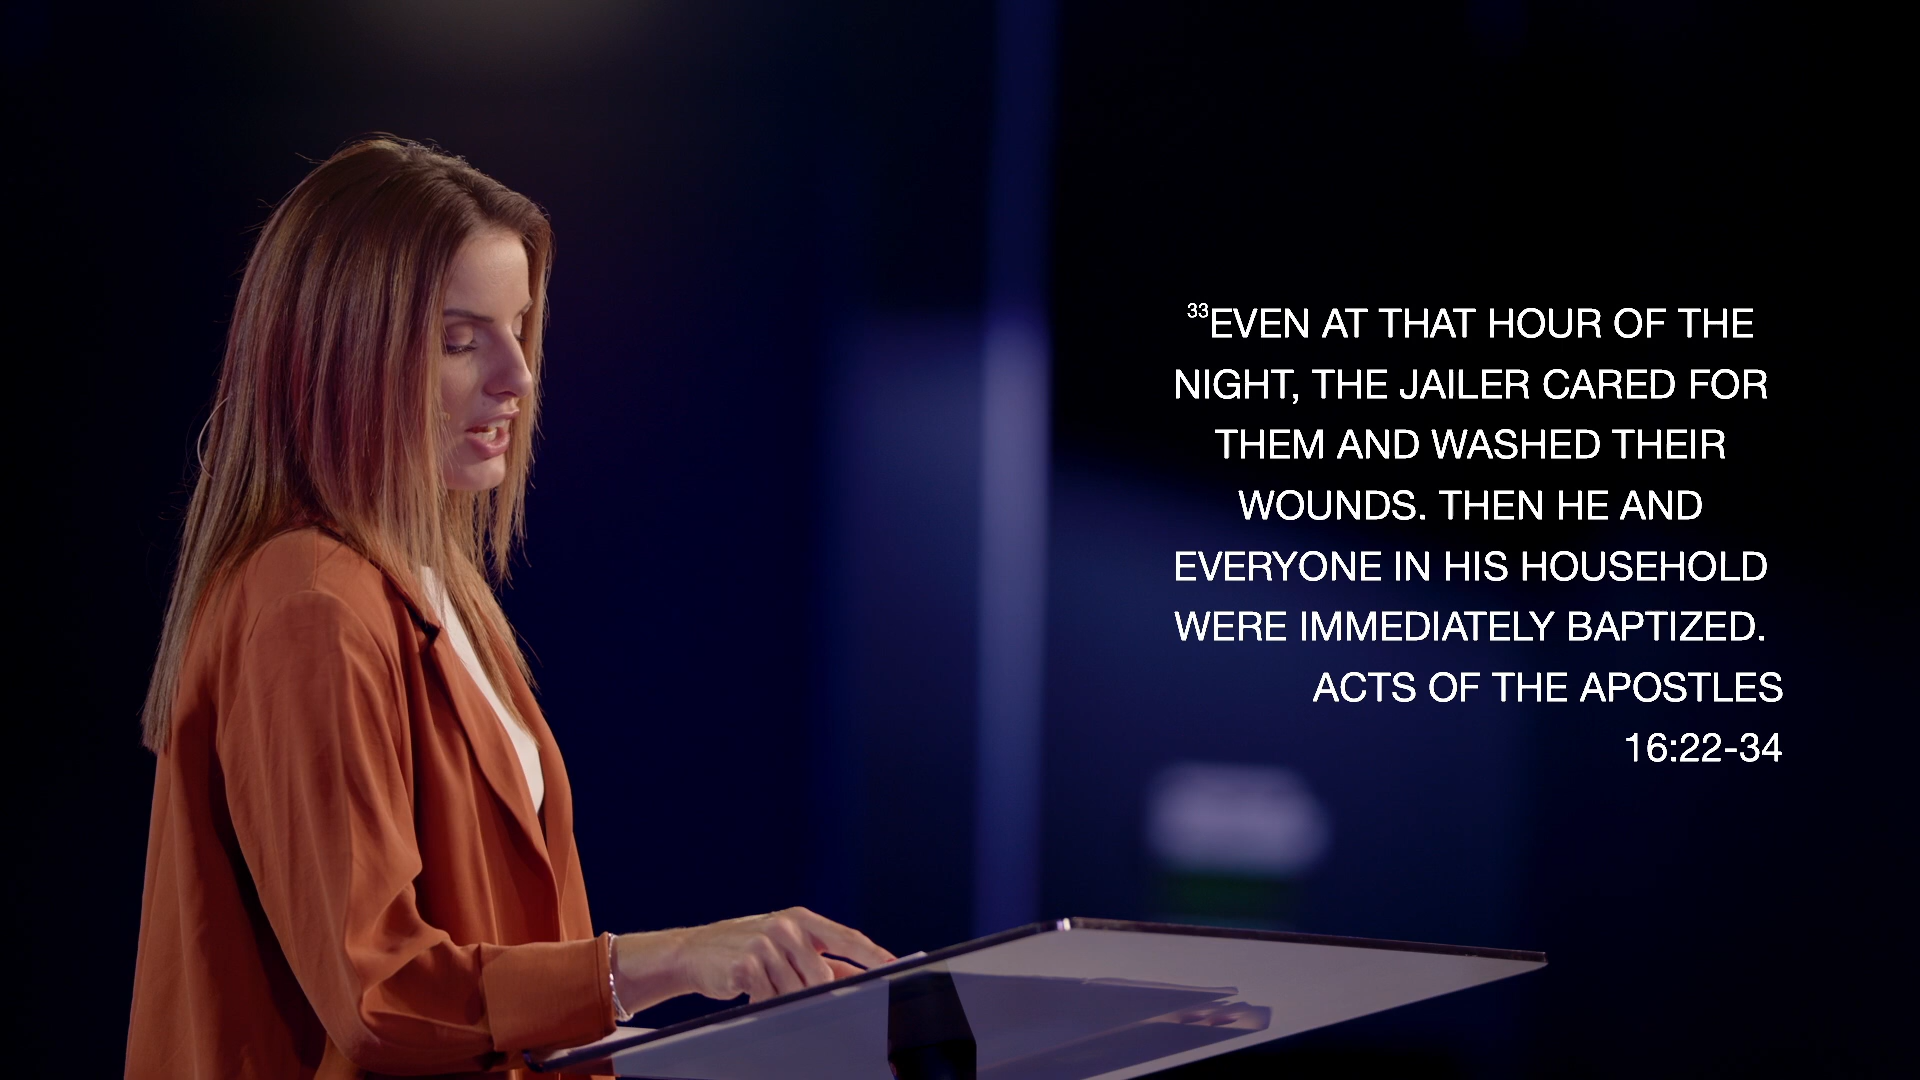 33EVEN AT THAT HOUR OF THE
NIGHT, THE JAILER CARED FOR
THEM AND WASHED THEIR
WOUNDS. THEN HE AND
EVERYONE IN HIS HOUSEHOLD
WERE IMMEDIATELY BAPTIZED.
ACTS OF THE APOSTLES
16:22-34